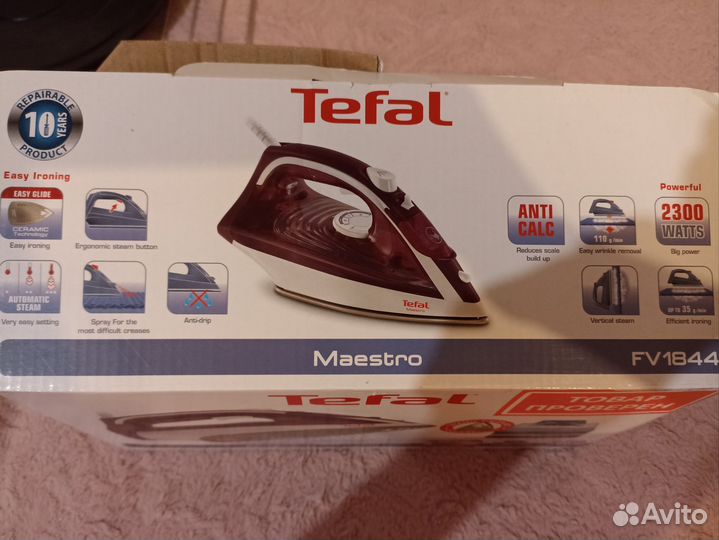 REPAIRABLE
10 YEARS
PRODUCT
Tefal
Easy Ironing
EASY GLIDE
CERAMIC
Technology
Easy ironing
Ergonomic steam button
AUTOMATIC
STEAM
Very easy setting
Spray For the
most difficult creases
Anti-drip
Tefal
Maestro
ANTI
CALC
Reduces scale
build up
110 g/min
Easy wrinkle removal
Powerful
2300
WATTS
Big power
Vertical steam
UP TO 35 g/min
Efficient ironing
Maestro
FV1844
Tefal
ТОВАР
ПРОВЕРЕН
Avito